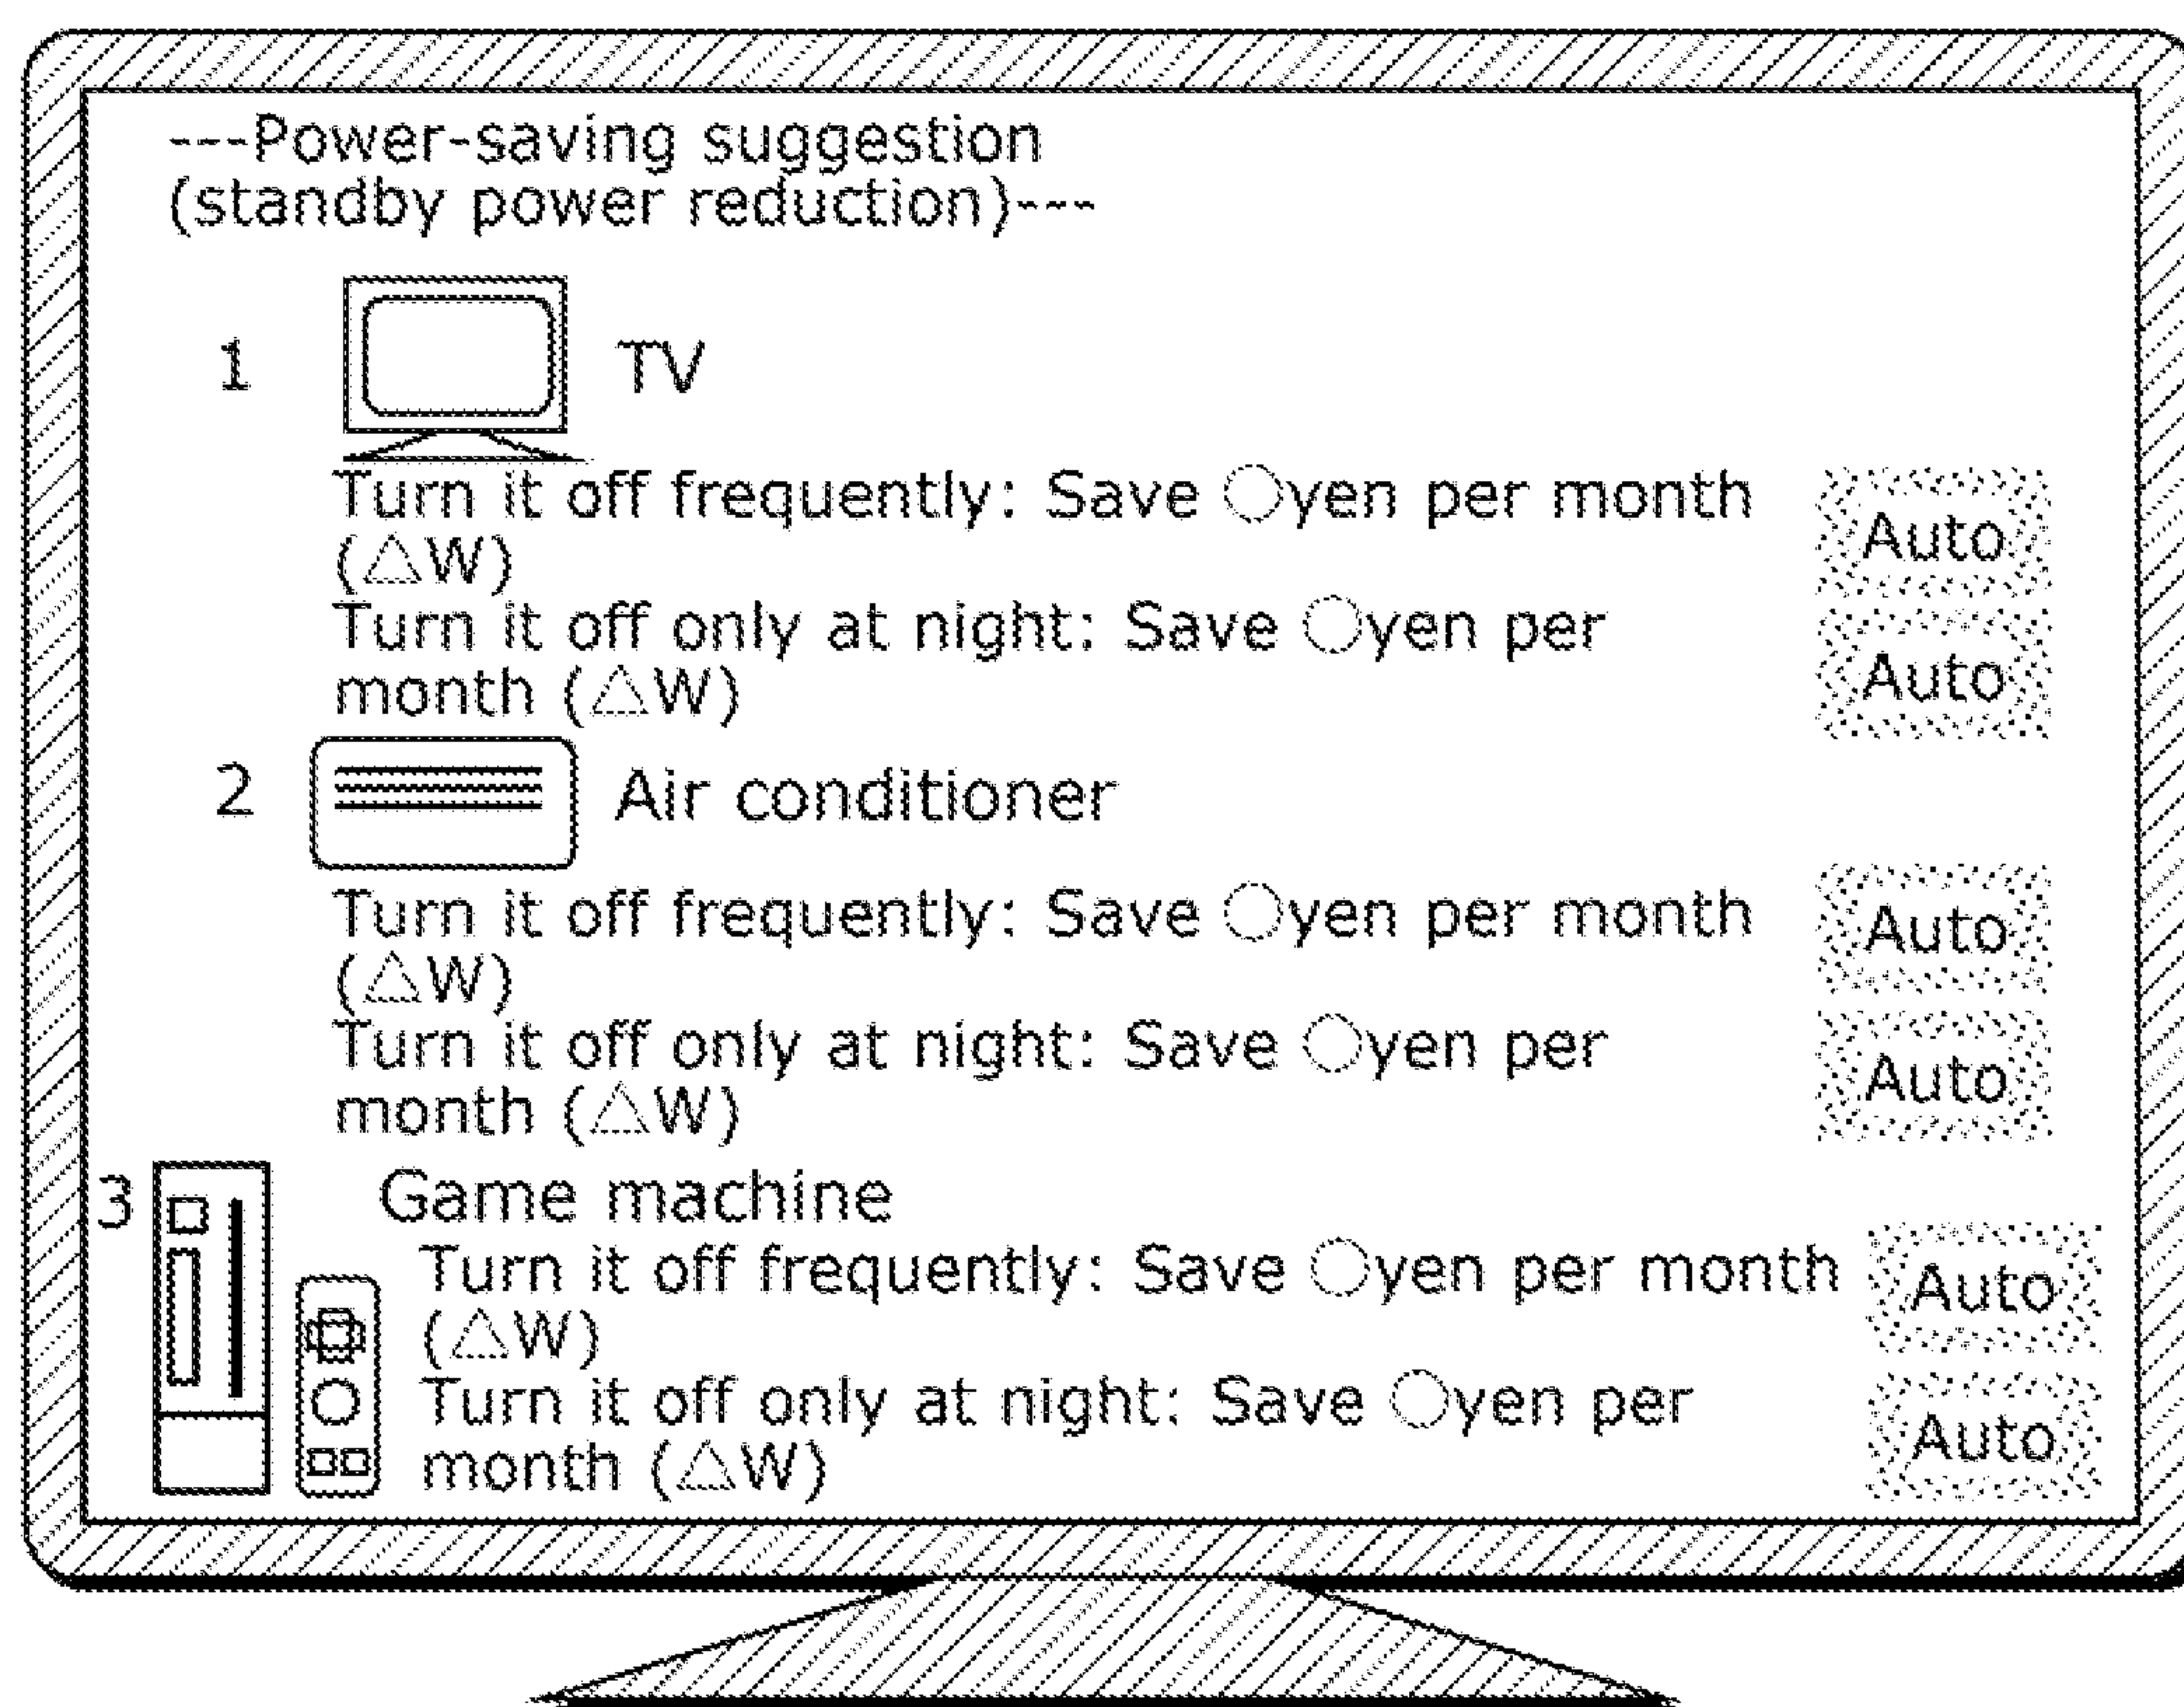 ---Power-saving suggestion
(standby power reduction)---
1 TV
Turn it off frequently: Save ○yen per month
(△W)
Auto
Turn it off only at night: Save ○yen per
month (△W)
Auto
2 Air conditioner
Turn it off frequently: Save ○yen per month
(△W)
Auto
Turn it off only at night: Save ○yen per
month (△W)
Auto
3 Game machine
Turn it off frequently: Save ○yen per month
(△W)
Auto
Turn it off only at night: Save ○yen per
month (△W)
Auto